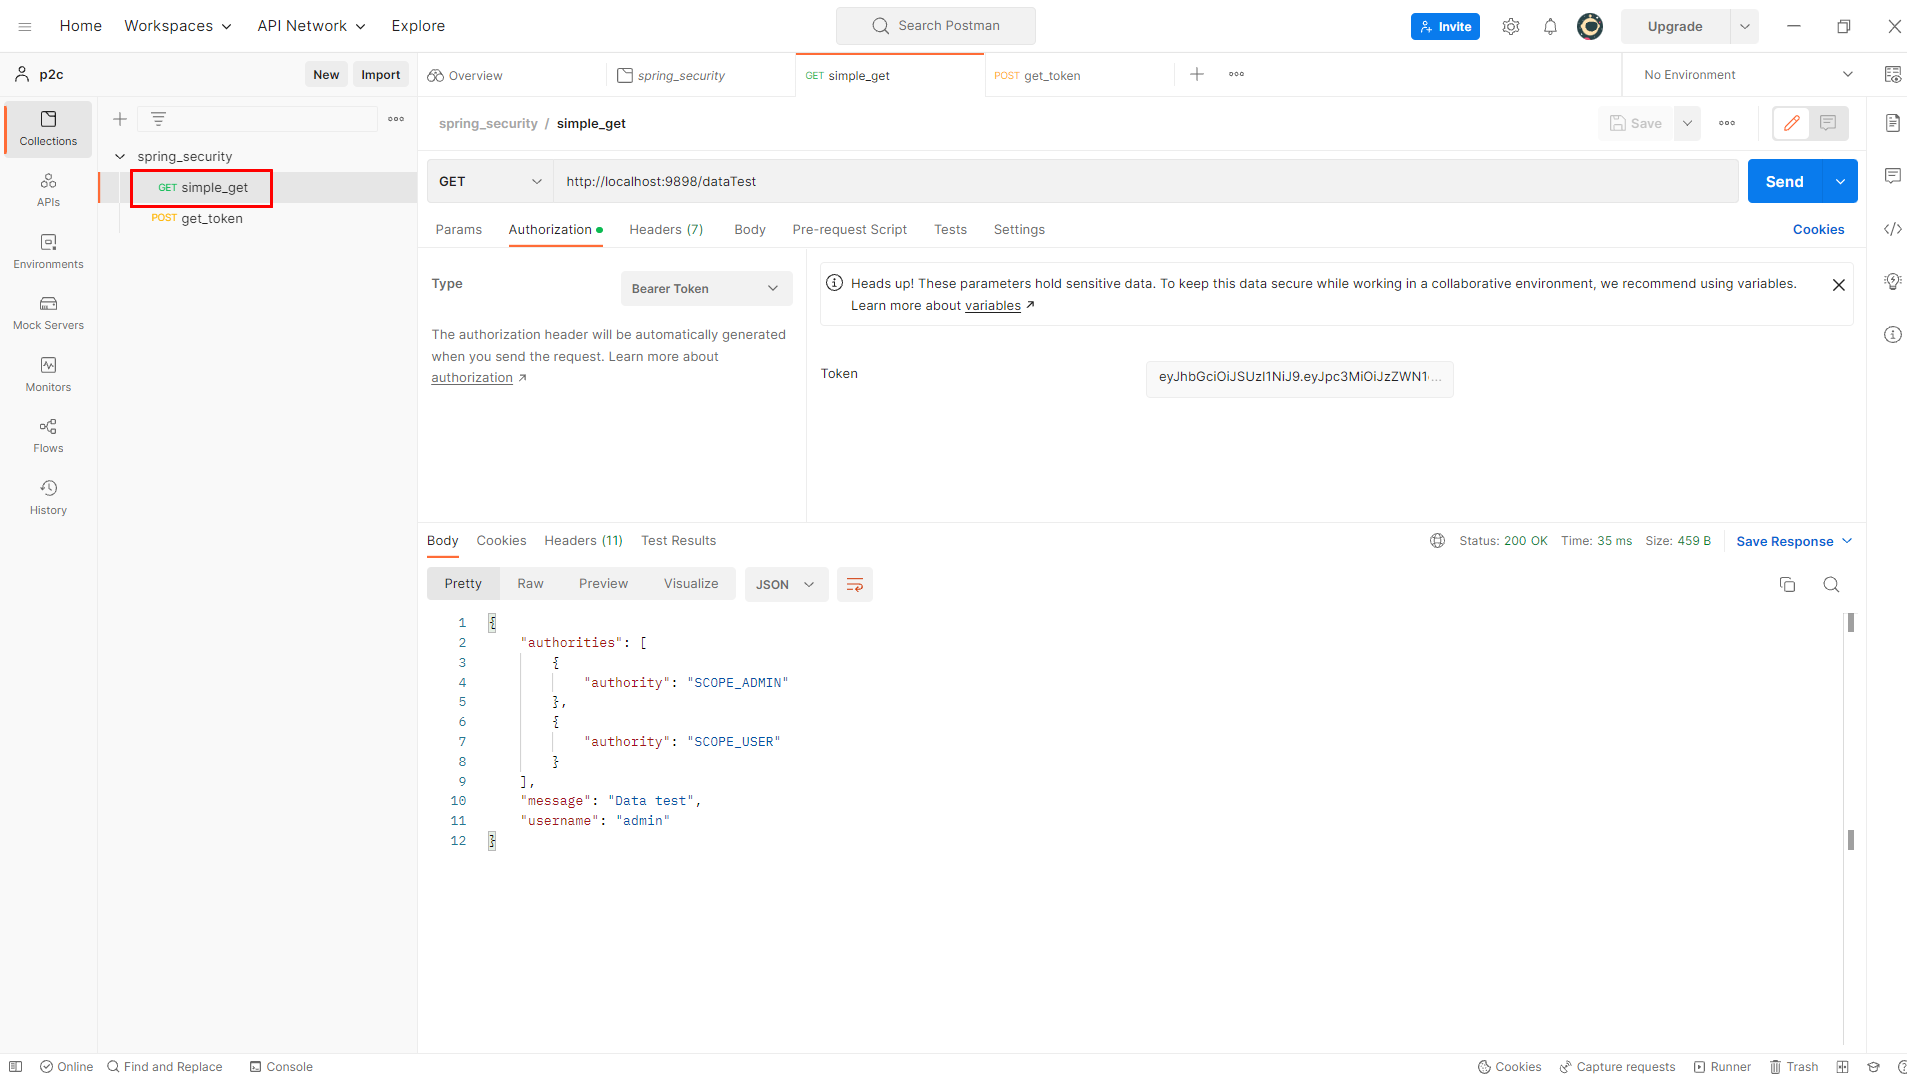 Home Workspaces API Network Explore Search Postman Invite Upgrade
p2c New Import Overview spring_security GET simple_get POST get_token No Environment
Collections
APIs
Environments
Mock Servers
Monitors
Flows
History
spring_security
GET simple_get
POST get_token
spring_security / simple_get Save
GET http://localhost:9898/dataTest Send
Params Authorization Headers (7) Body Pre-request Script Tests Settings Cookies
Type Bearer Token
The authorization header will be automatically generated
when you send the request. Learn more about
authorization ↗
Heads up! These parameters hold sensitive data. To keep this data secure while working in a collaborative environment, we recommend using variables.
Learn more about variables ↗
Token eyJhbGciOiJSUzI1NiJ9.eyJpc3MiOiJzZWN1...
Body Cookies Headers (11) Test Results Status: 200 OK Time: 35 ms Size: 459 B Save Response
Pretty Raw Preview Visualize JSON
1 {
2 "authorities": [
3 {
4 "authority": "SCOPE_ADMIN"
5 },
6 {
7 "authority": "SCOPE_USER"
8 }
9 ],
10 "message": "Data test",
11 "username": "admin"
12 }
Online Find and Replace Console Cookies Capture requests Runner Trash